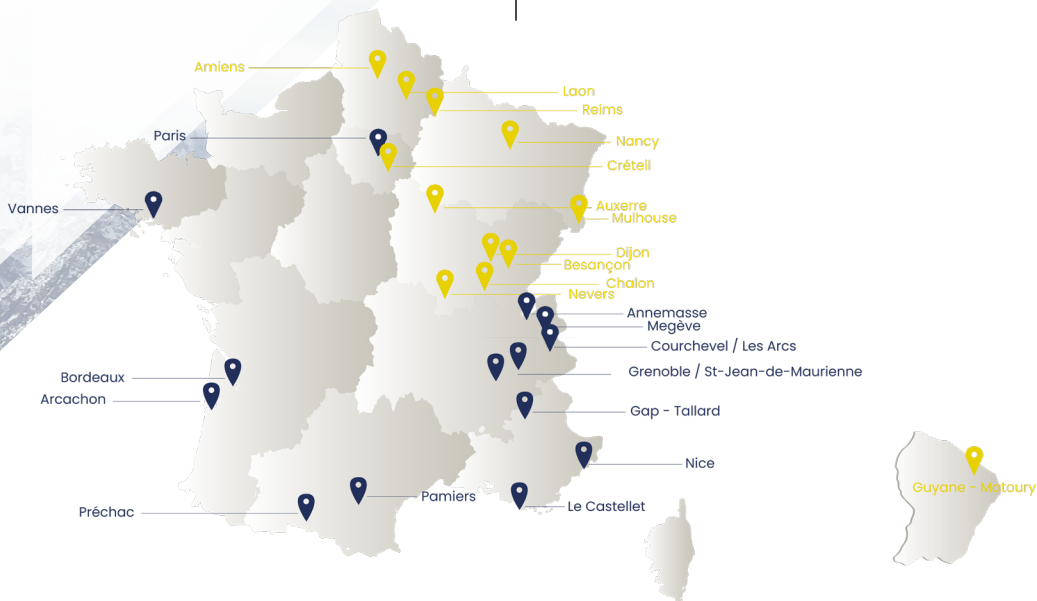 Amiens
Laon
Reims
Paris
Nancy
Créteil
Vannes
Auxerre
Mulhouse
Dijon
Besançon
Chalon
Nevers
Annemasse
Megève
Courchevel / Les Arcs
Bordeaux
Grenoble / St-Jean-de-Maurienne
Arcachon
Gap - Tallard
Nice
Guyane - Matoury
Pamiers
Le Castellet
Préchac